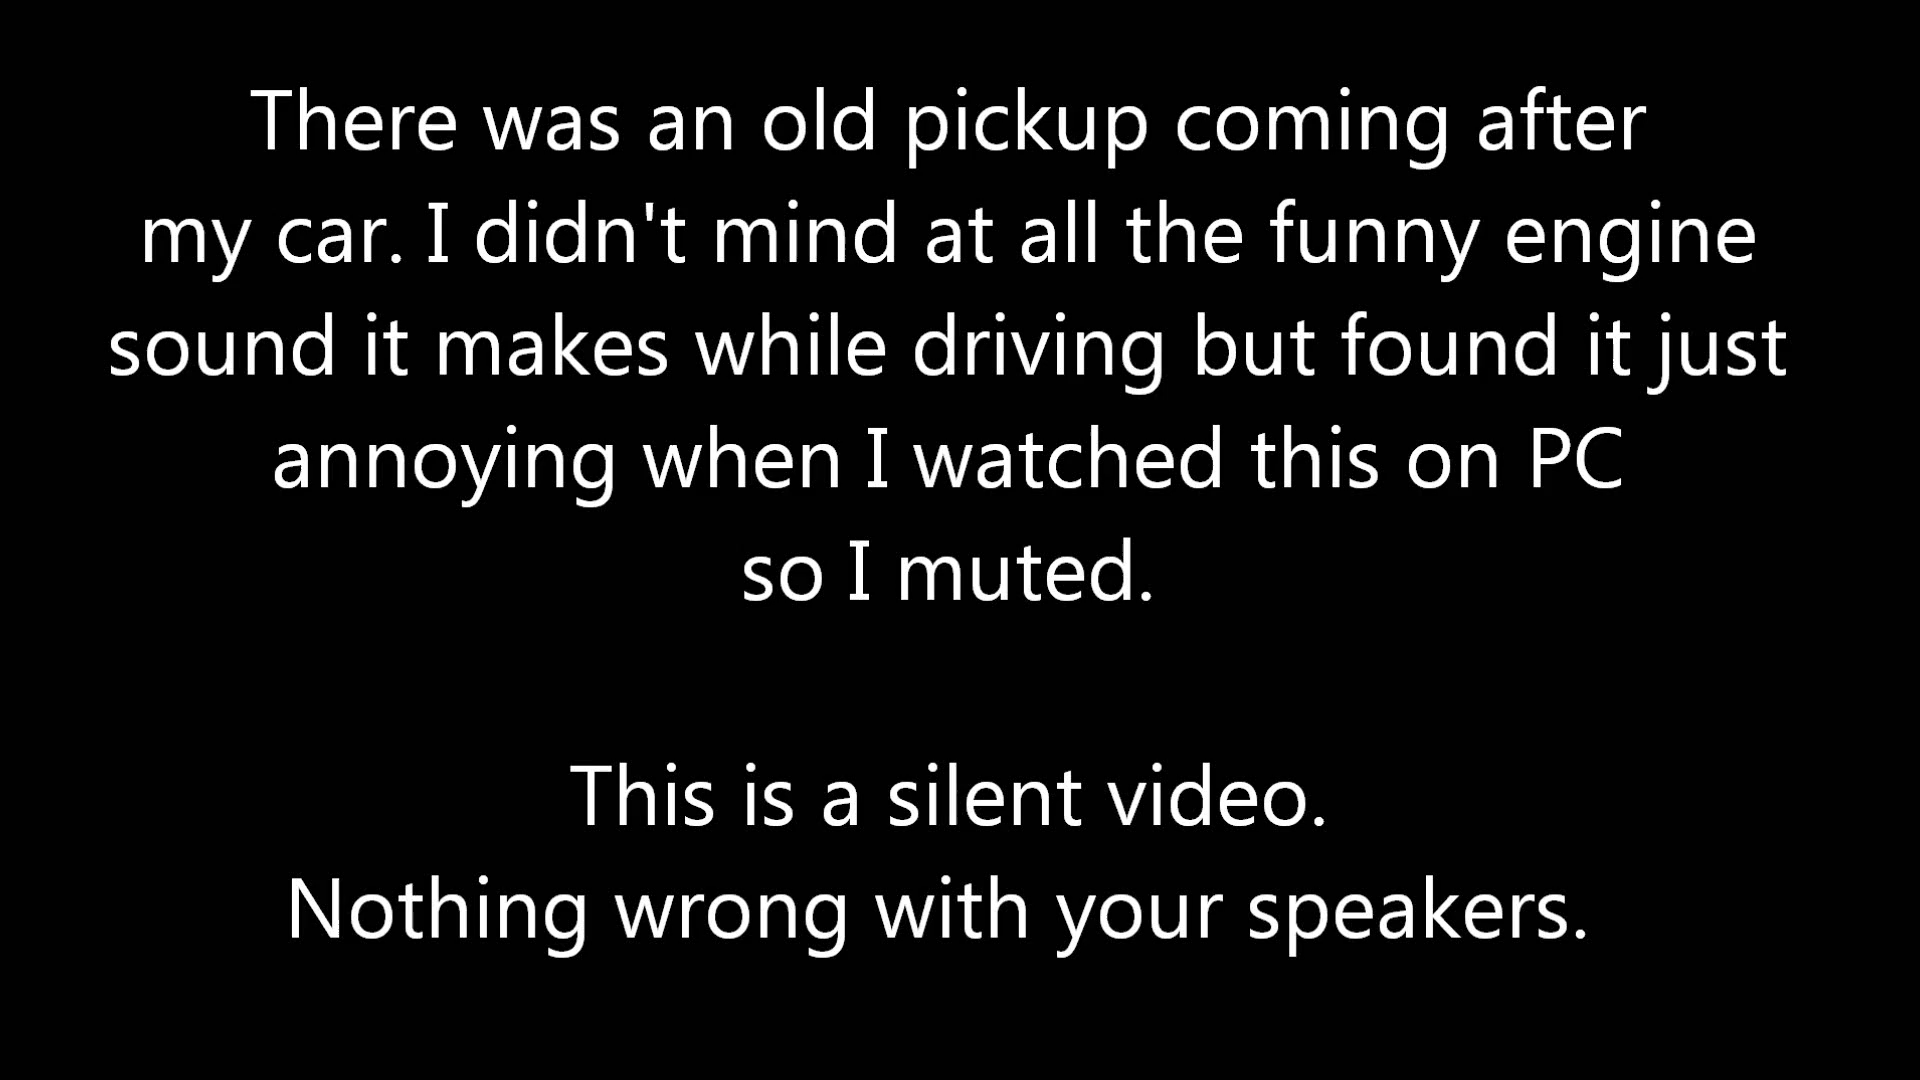 There was an old pickup coming after
my car. I didn't mind at all the funny engine
sound it makes while driving but found it just
annoying when I watched this on PC
so I muted.
This is a silent video.
Nothing wrong with your speakers.